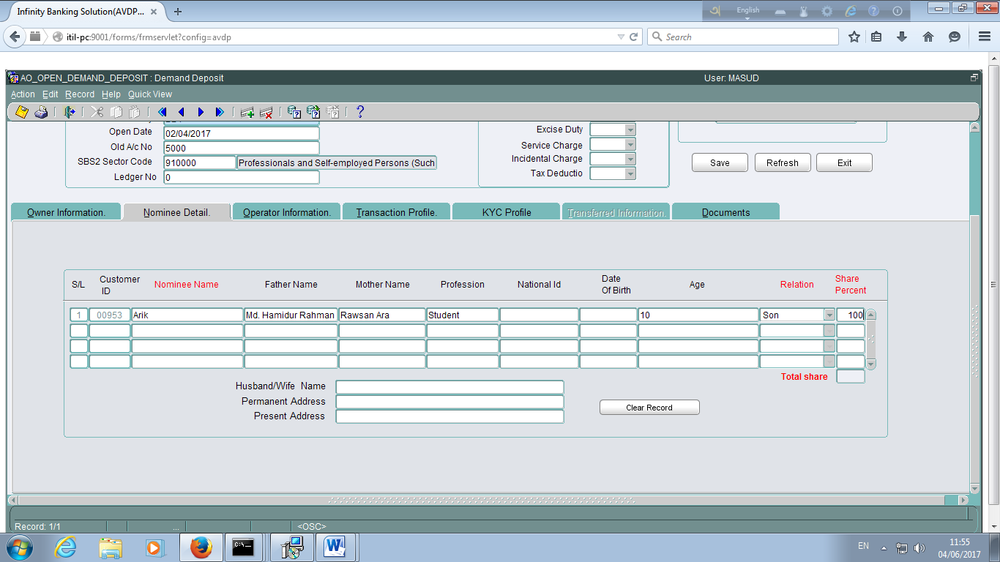 Infinity Banking Solution(AVDP...
English
itil-pc:9001/forms/frmservlet?config=avdp
Search
AO_OPEN_DEMAND_DEPOSIT : Demand Deposit
User: MASUD
Action Edit Record Help Quick View
Open Date 02/04/2017
Old A/c No 5000
SBS2 Sector Code 910000 Professionals and Self-employed Persons (Such
Ledger No 0
Excise Duty
Service Charge
Incidental Charge
Tax Deductio
Save Refresh Exit
Owner Information. Nominee Detail. Operator Information. Transaction Profile. KYC Profile Transferred Information. Documents
S/L Customer ID Nominee Name Father Name Mother Name Profession National Id Date Of Birth Age Relation Share Percent
1 00953 Arik Md. Hamidur Rahman Rawsan Ara Student 10 Son 100
Total share
Husband/Wife Name
Permanent Address
Present Address
Clear Record
Record: 1/1 ... <OSC>
EN
11:55
04/06/2017